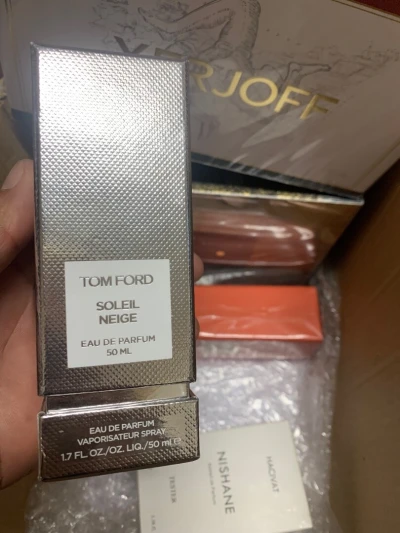 XERJOFF
TOM FORD
SOLEIL
NEIGE
EAU DE PARFUM
50 ML
EAU DE PARFUM
VAPORISATEUR SPRAY
1.7 FL. OZ./OZ. LIQ./50 ml e
HACIVAT
NISHANE
TESTER